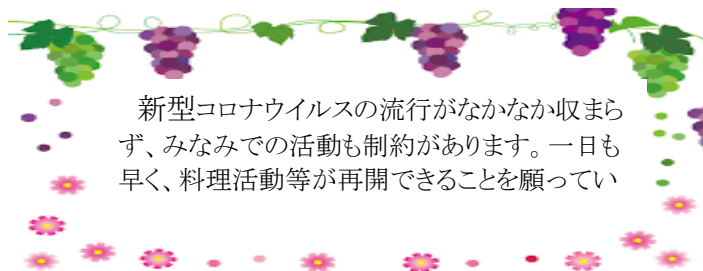 新型コロナウイルスの流行がなかなか収まら
ず、みなみでの活動も制約があります。一日も
早く、料理活動等が再開できることを願ってい